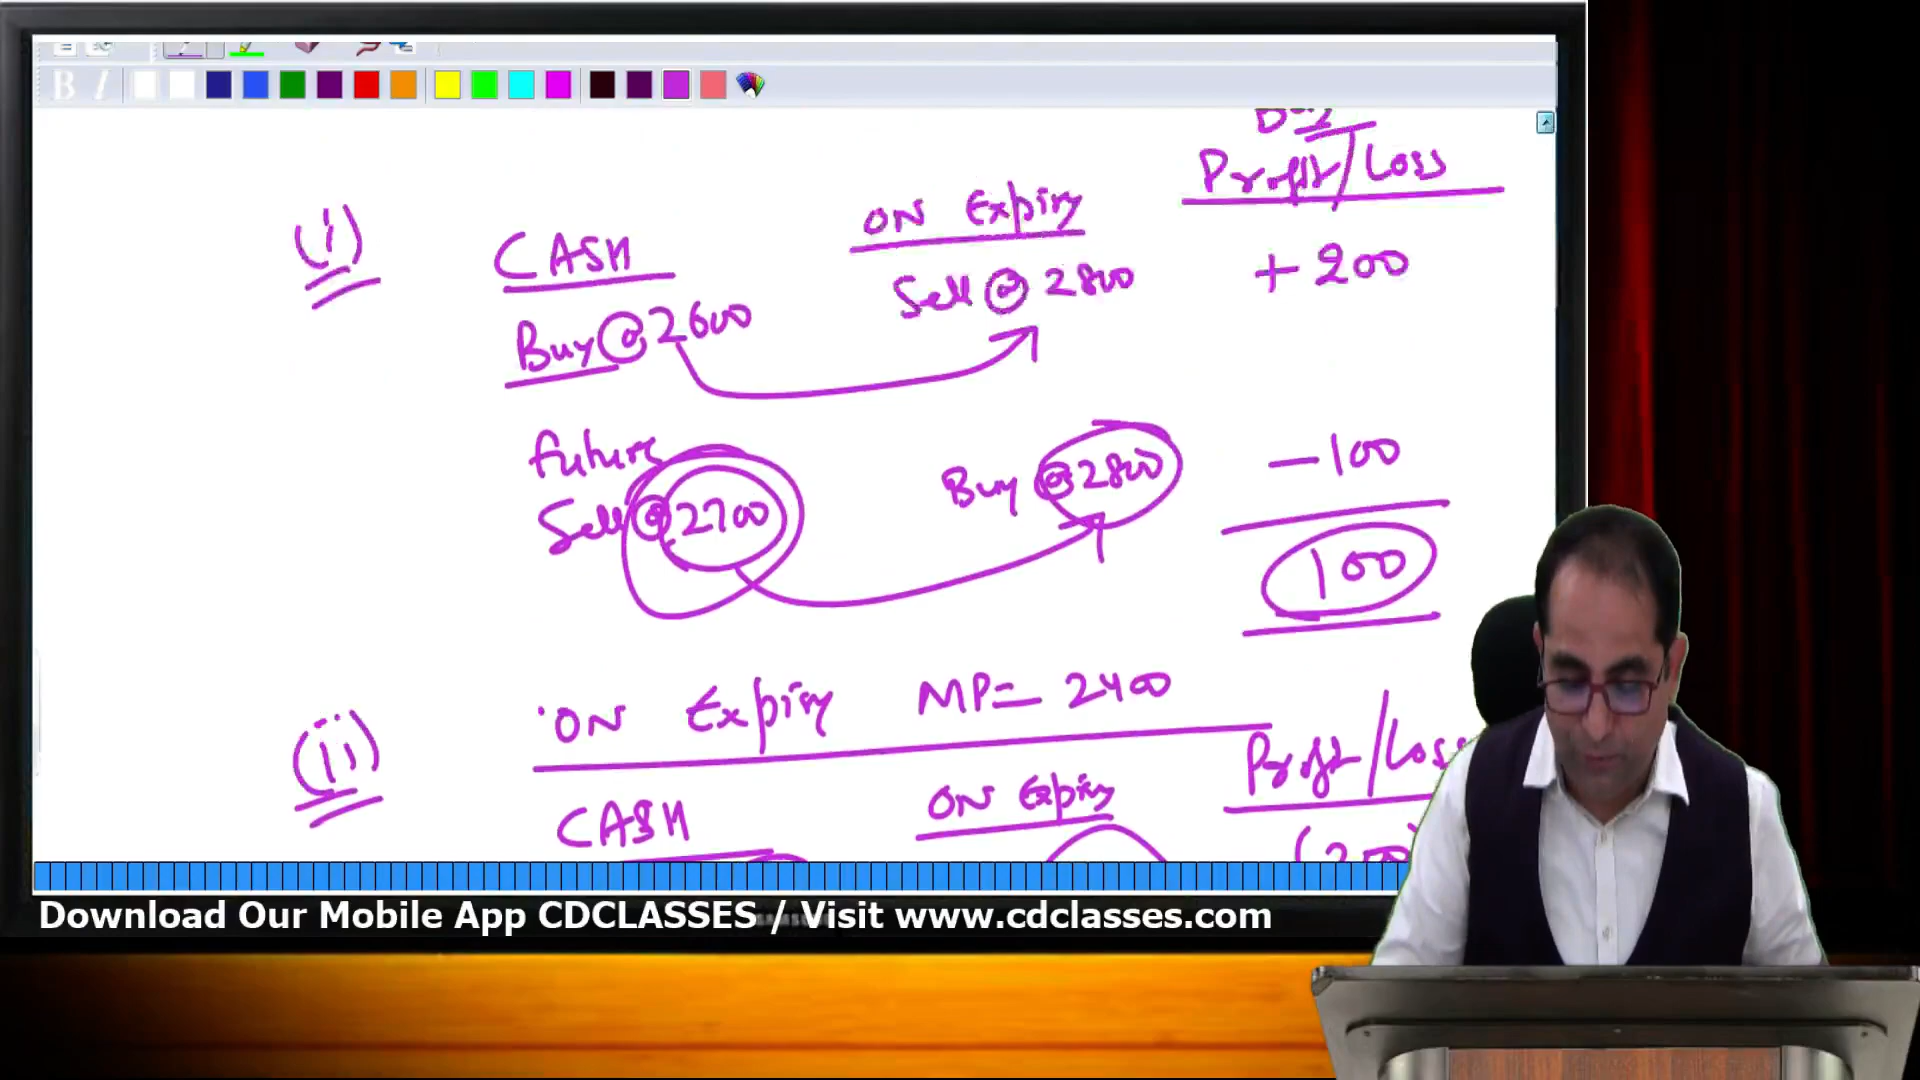 Profit/Loss
(i)
CASH
ON Expiry
Buy @ 2600
Sell @ 2800
+ 200
future
Sell @ 2700
Buy @ 2800
- 100
100
(ii)
ON Expiry MP = 2400
Profit/Loss
CASH
ON Expiry
(200)
Download Our Mobile App CDCLASSES / Visit www.cdclasses.com